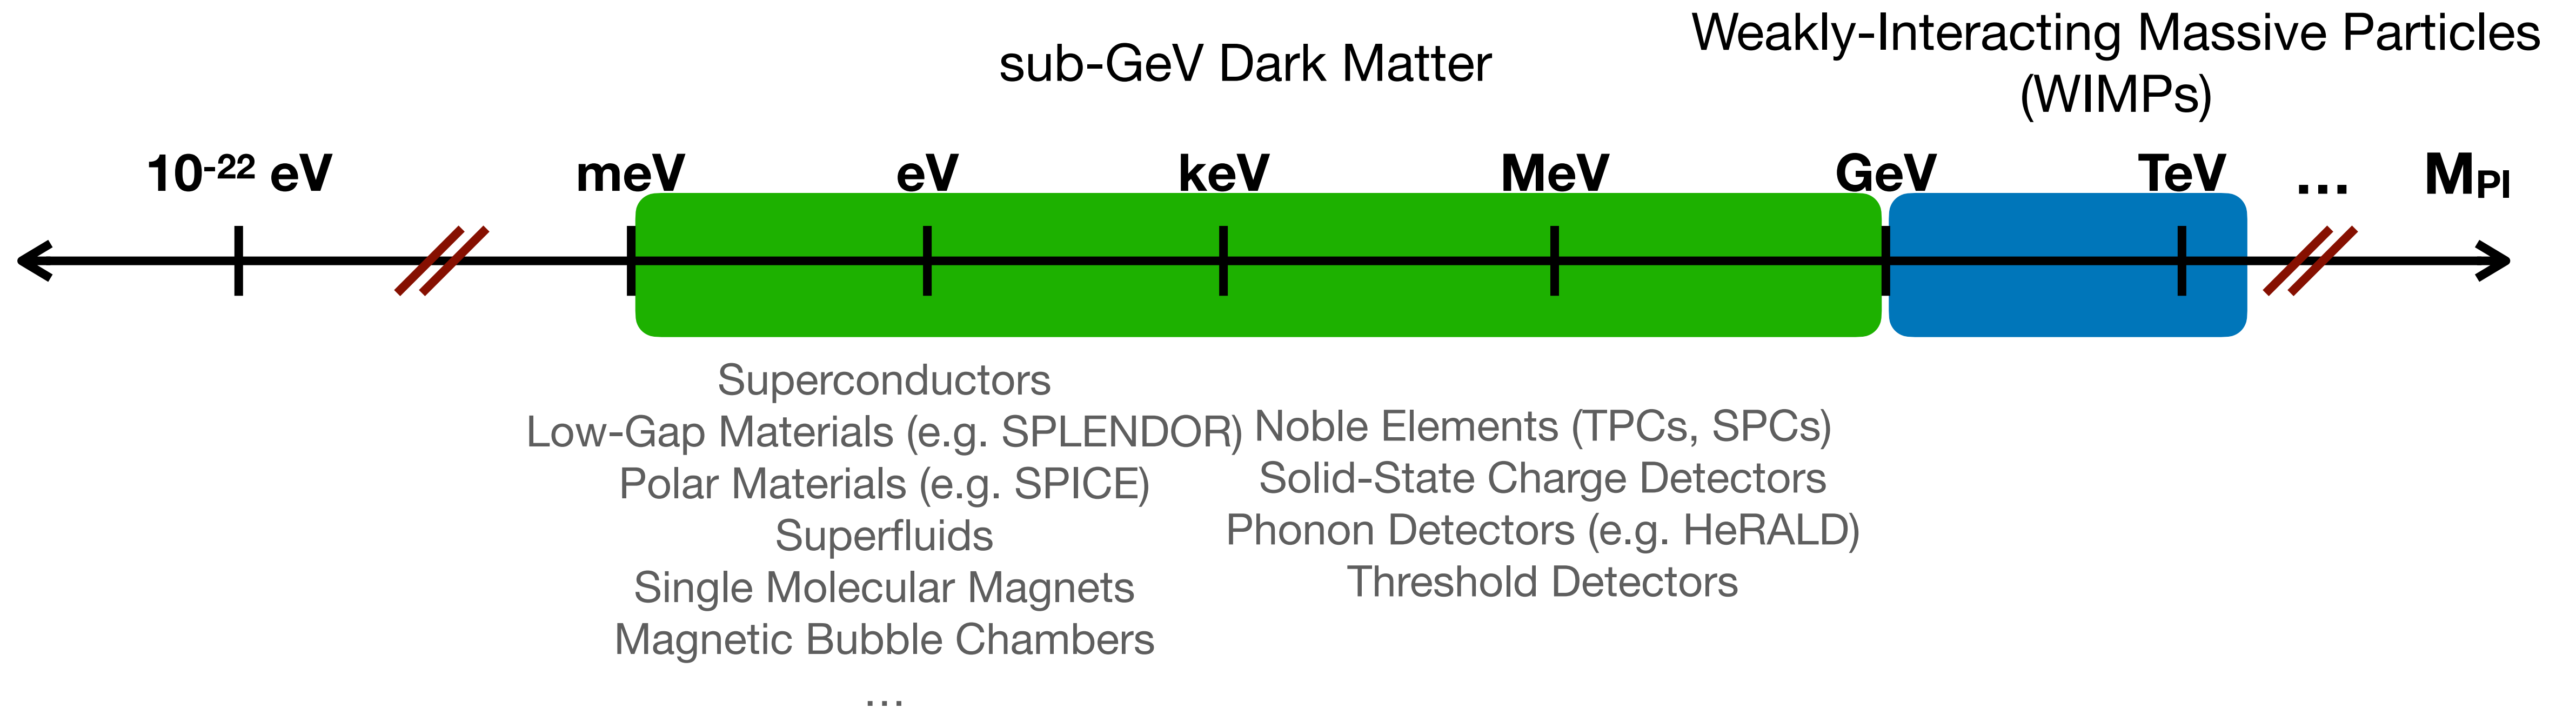 sub-GeV Dark Matter
Weakly-Interacting Massive Particles
(WIMPs)
10⁻²² eV
meV
eV
keV
MeV
GeV
TeV
...
M_Pl
Superconductors
Low-Gap Materials (e.g. SPLENDOR)
Polar Materials (e.g. SPICE)
Superfluids
Single Molecular Magnets
Magnetic Bubble Chambers
...
Noble Elements (TPCs, SPCs)
Solid-State Charge Detectors
Phonon Detectors (e.g. HeRALD)
Threshold Detectors